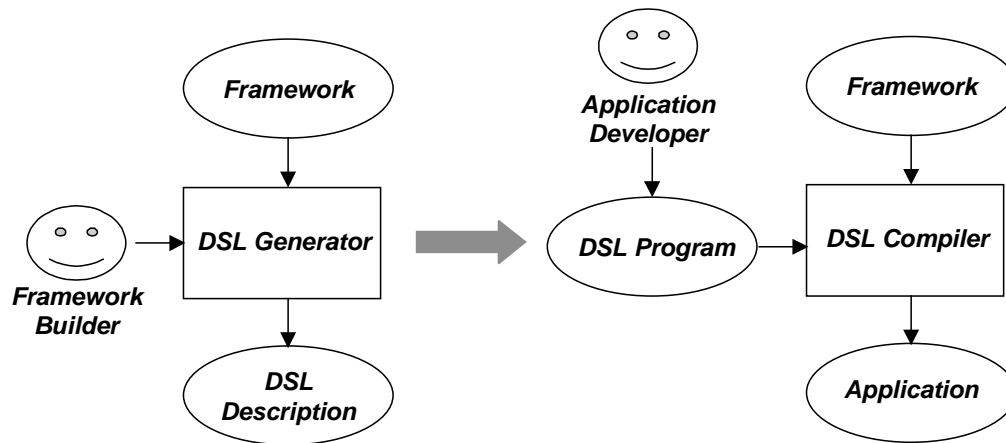 Framework
DSL Generator
Framework
Builder
DSL
Description
Application
Developer
DSL Program
Framework
DSL Compiler
Application